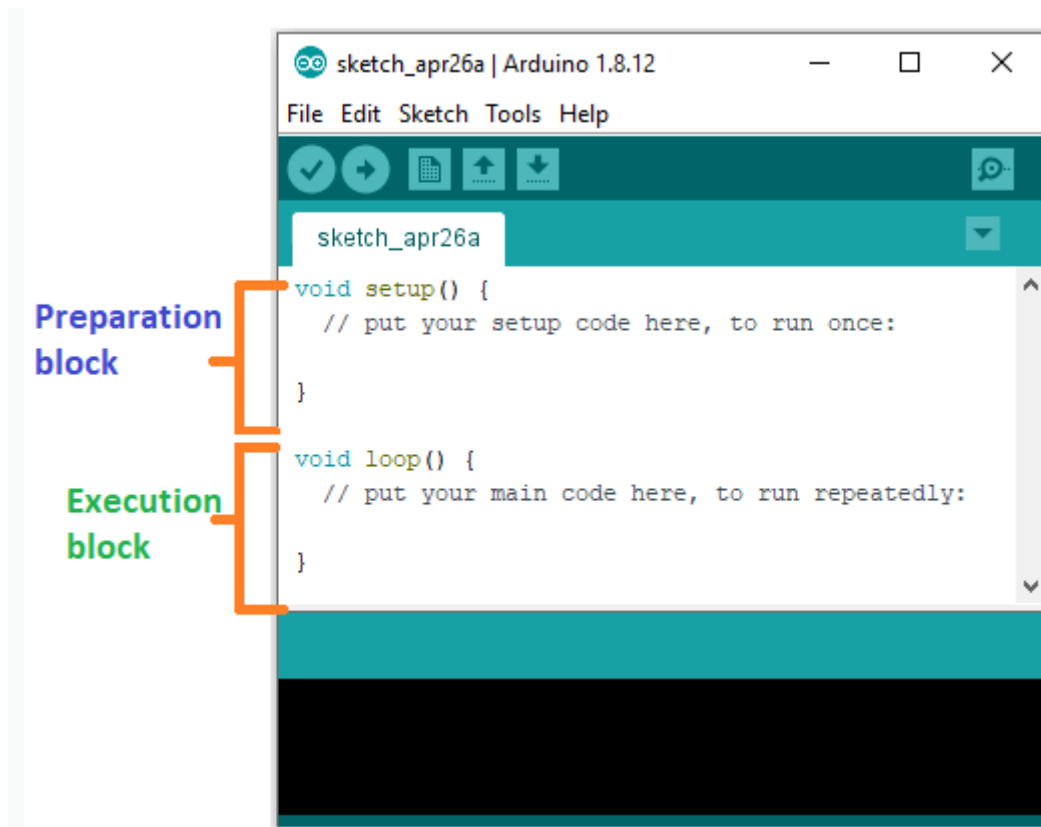 sketch_apr26a | Arduino 1.8.12
File Edit Sketch Tools Help
sketch_apr26a
Preparation
block
void setup() {
// put your setup code here, to run once:
}
Execution
block
void loop() {
// put your main code here, to run repeatedly:
}